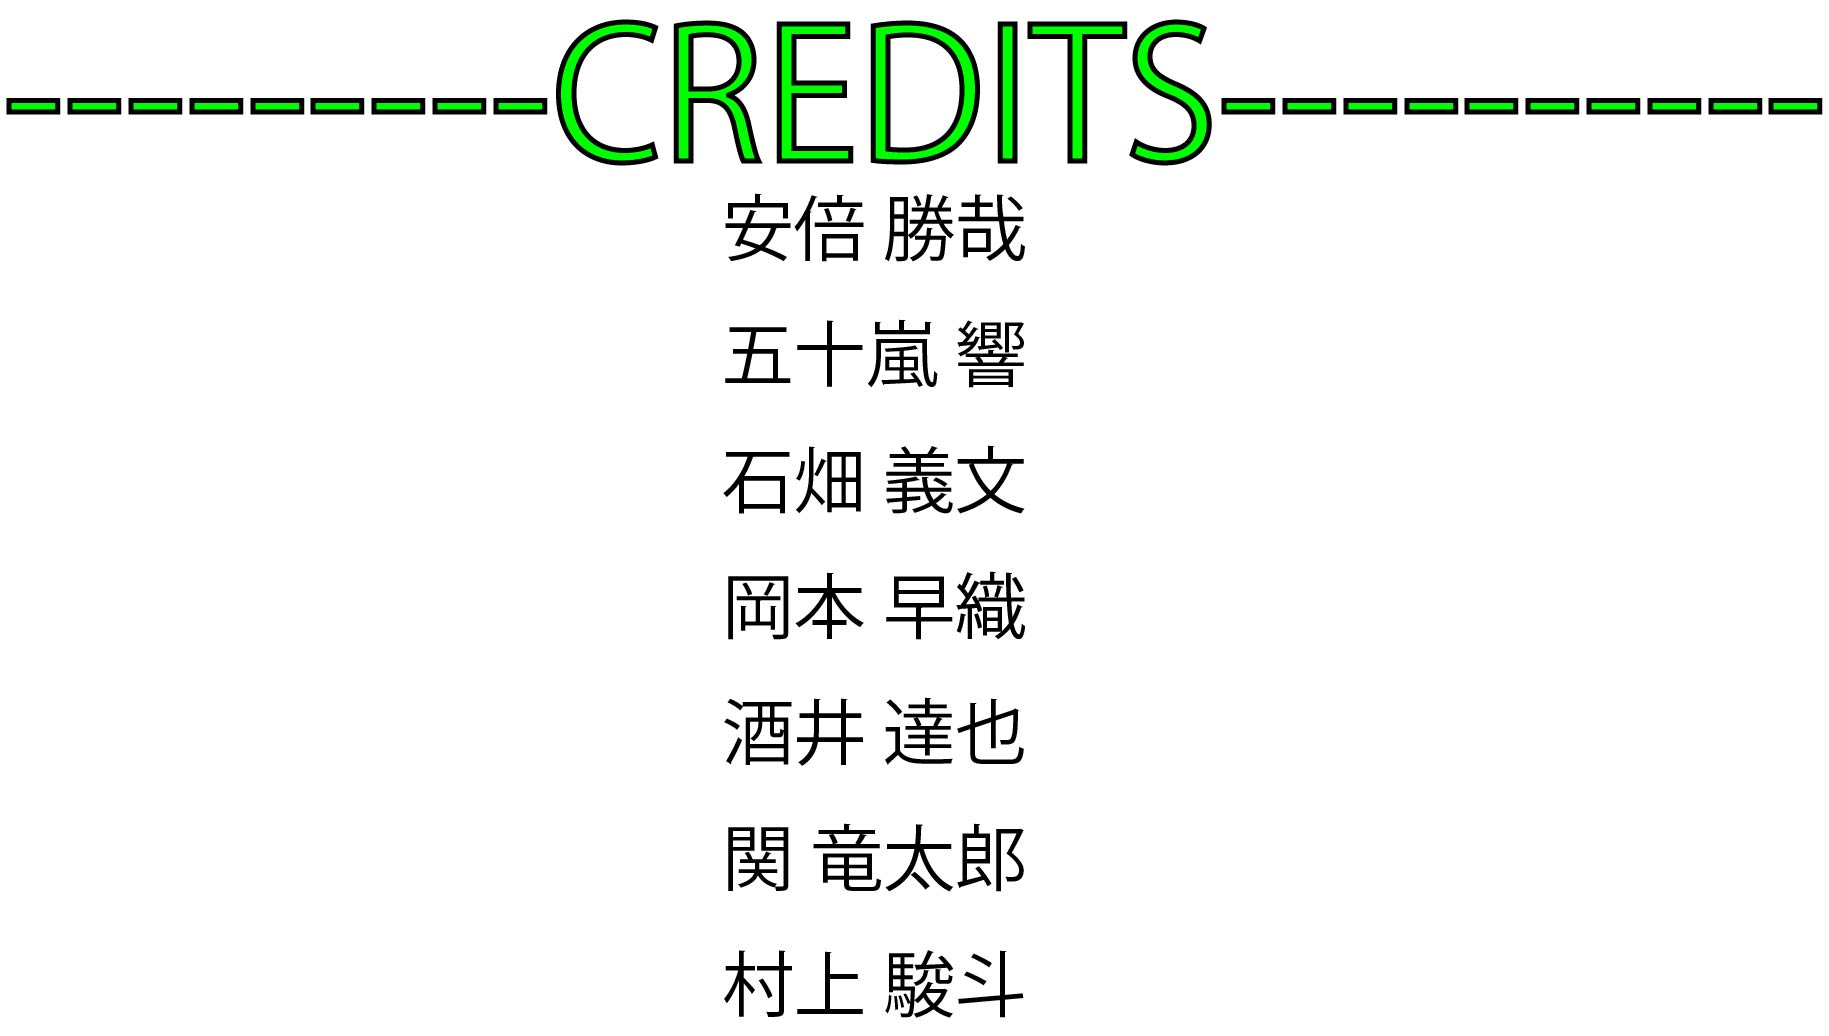 ---------CREDITS----------
安倍 勝哉
五十嵐 響
石畑 義文
岡本 早織
酒井 達也
関 竜太郎
村上 駿斗